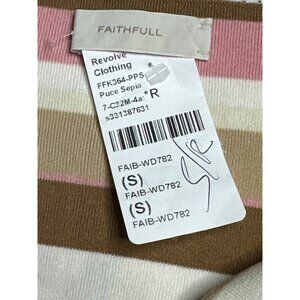 FAITHFULL
Revolve
Clothing
FFK364-PPS
Puce Sepia
7-C32M-4a:*R
s331387631
FAIB-WD782
(S)
FAIB-WD782
(S)
FAIB-WD782